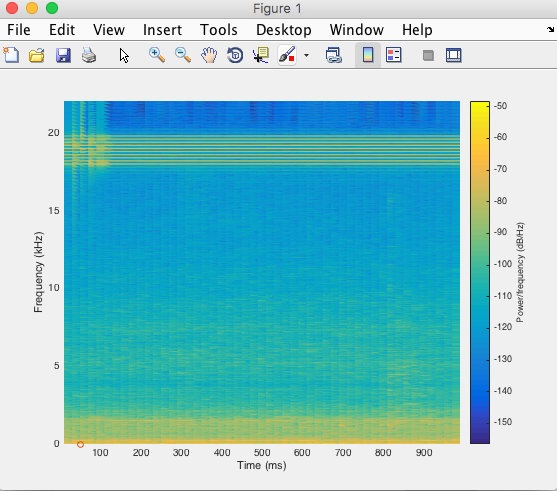 Figure 1
File Edit View Insert Tools Desktop Window Help
20
15
10
5
0
Frequency (kHz)
100 200 300 400 500 600 700 800 900
Time (ms)
-50
-60
-70
-80
-90
-100
-110
-120
-130
-140
-150
Power/frequency (dB/Hz)